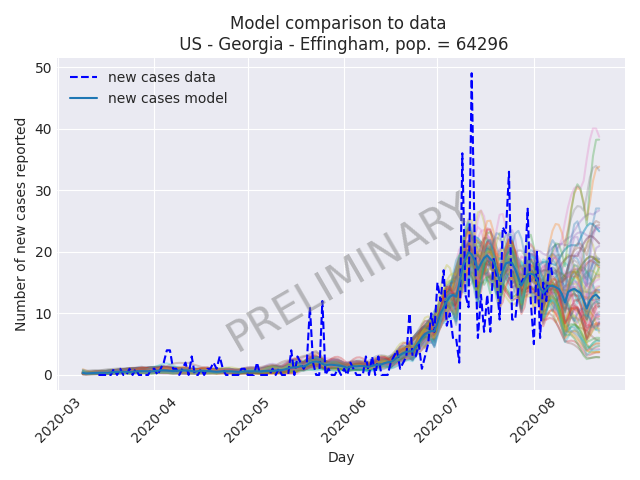 Model comparison to data
US - Georgia - Effingham, pop. = 64296
new cases data
new cases model
PRELIMINARY
Number of new cases reported
50
40
30
20
10
0
2020-03
2020-04
2020-05
2020-06
2020-07
2020-08
Day